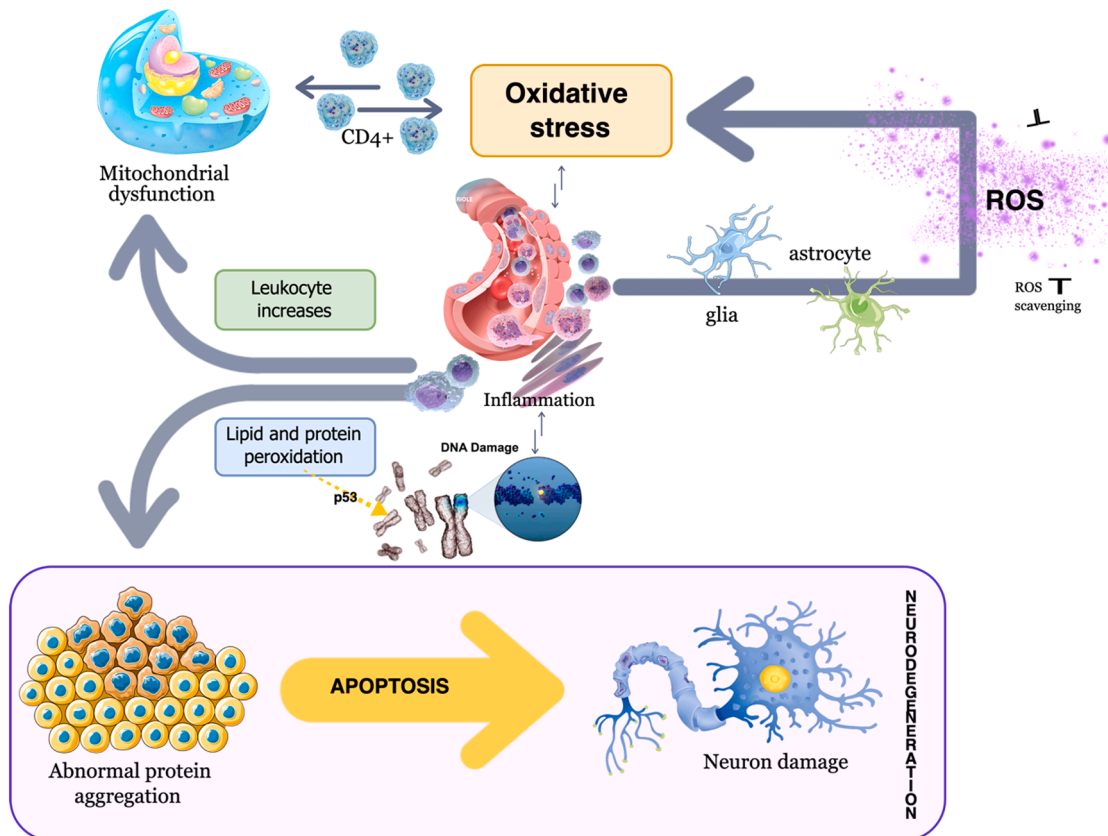 Oxidative
stress
CD4+
Mitochondrial
dysfunction
ROS
astrocyte
glia
ROS
scavenging
Leukocyte
increases
Inflammation
Lipid and protein
peroxidation
DNA Damage
p53
NEURODEGENERATION
APOPTOSIS
Abnormal protein
aggregation
Neuron damage